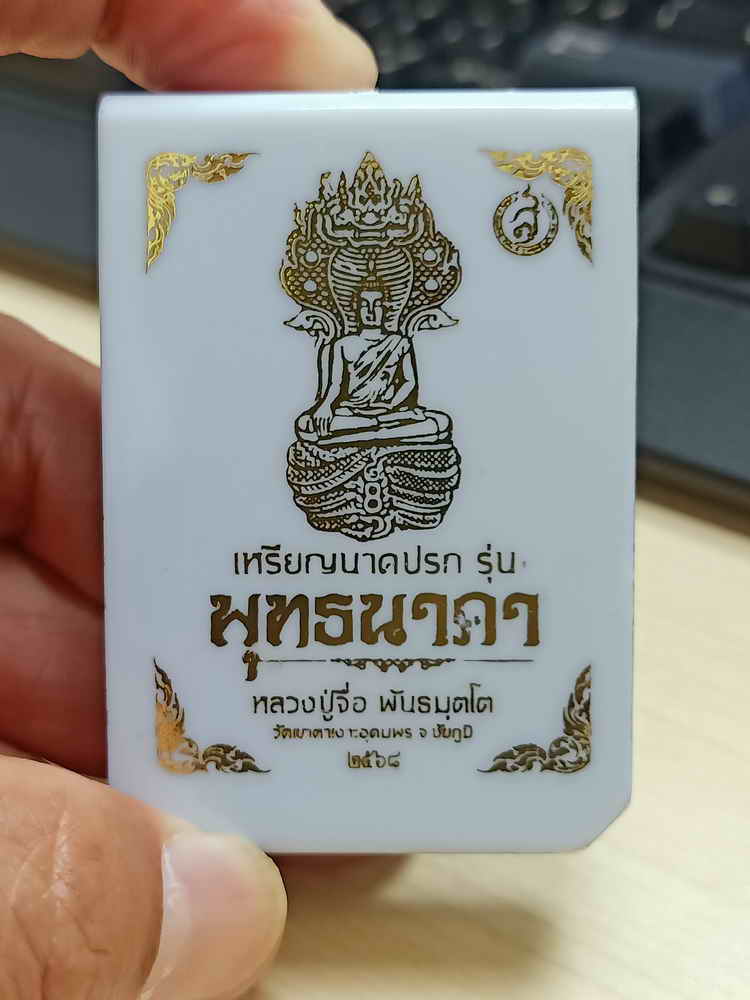 ๘
เหรียญนาคปรก รุ่น
พุทธนาคา
หลวงปู่จื่อ พันธมุตโต
วัดเขาตาเงาะอุดมพร จ ชัยภูมิ
๒๕๖๘